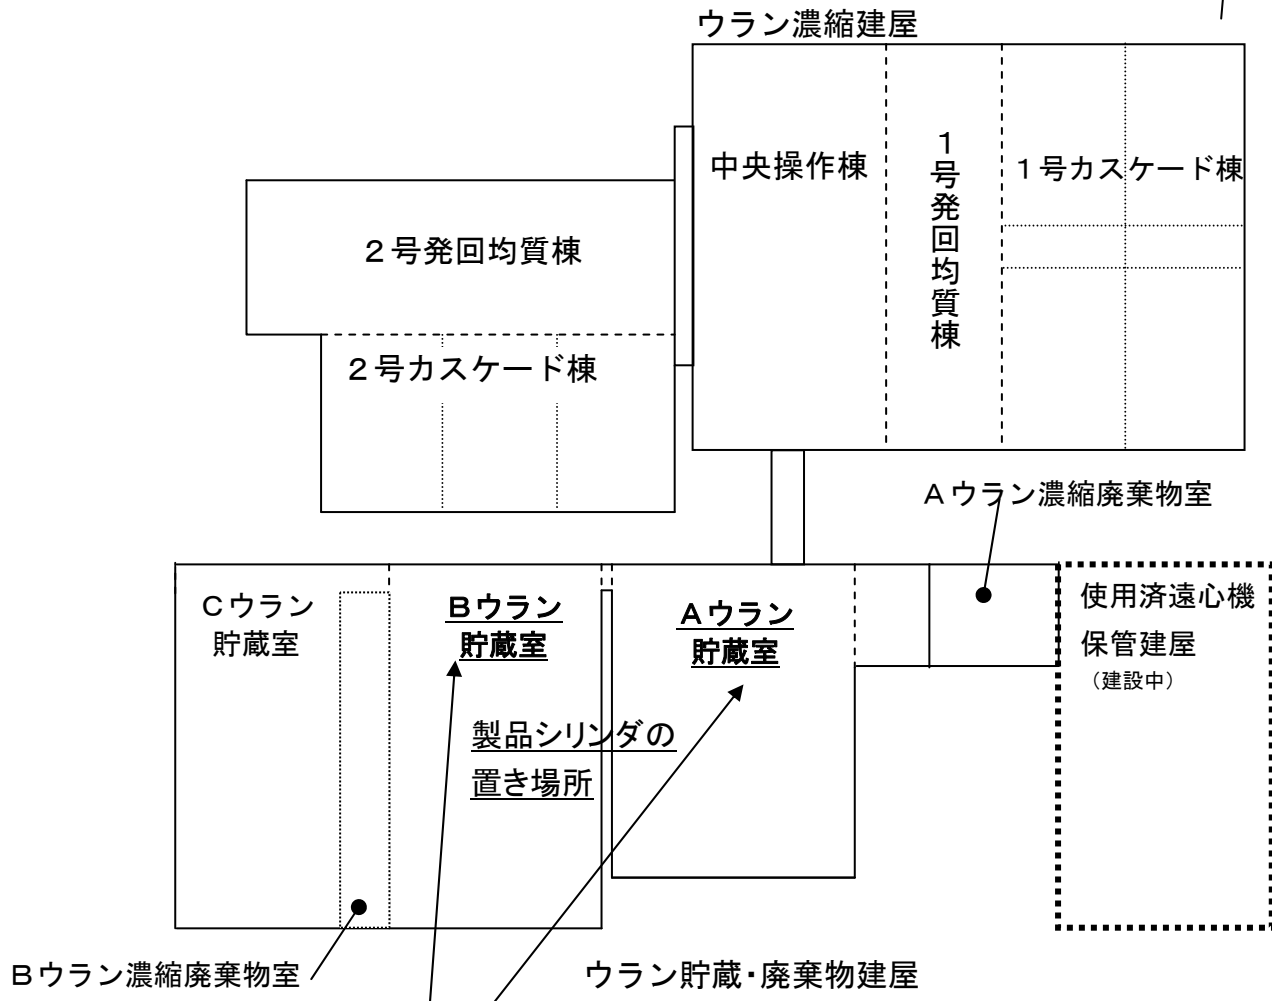 ウラン濃縮建屋
中央操作棟
1号発回均質棟
1号カスケード棟
2号発回均質棟
2号カスケード棟
Aウラン濃縮廃棄物室
Cウラン
貯蔵室
Bウラン
貯蔵室
Aウラン
貯蔵室
使用済遠心機
保管建屋
（建設中）
製品シリンダの
置き場所
Bウラン濃縮廃棄物室
ウラン貯蔵・廃棄物建屋